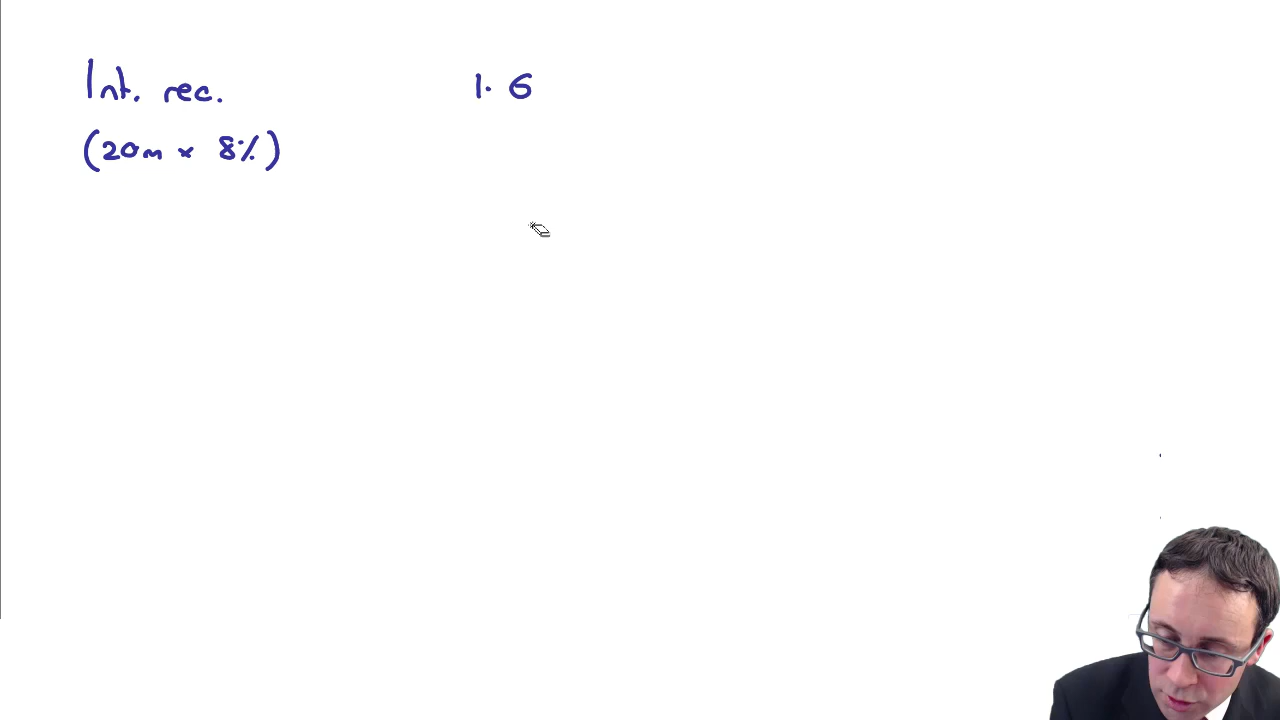 Int. rec. 1.6
(20m × 8%)